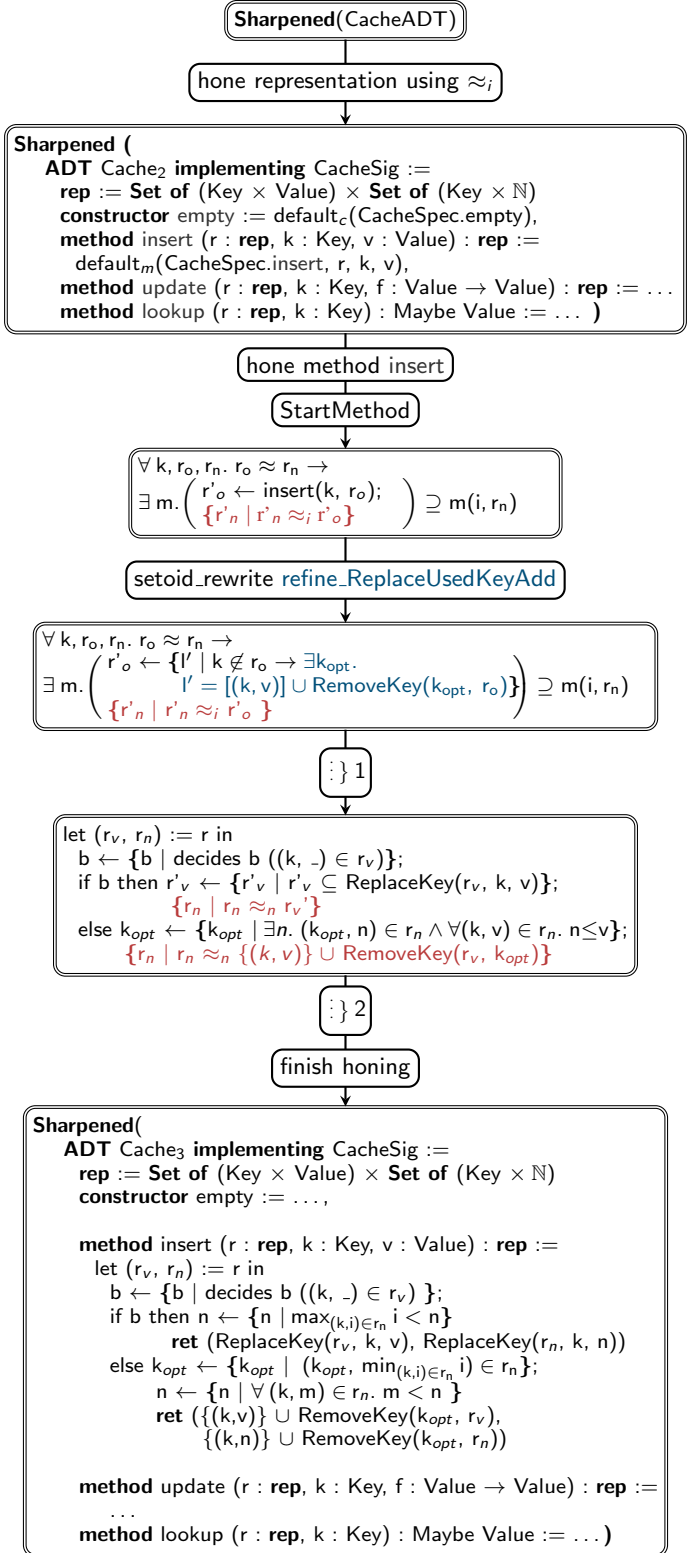 Sharpened(CacheADT)
hone representation using ≈ᵢ
Sharpened (
ADT Cache₂ implementing CacheSig :=
rep := Set of (Key × Value) × Set of (Key × ℕ)
constructor empty := default_c(CacheSpec.empty),
method insert (r : rep, k : Key, v : Value) : rep :=
default_m(CacheSpec.insert, r, k, v),
method update (r : rep, k : Key, f : Value → Value) : rep := …
method lookup (r : rep, k : Key) : Maybe Value := … )
hone method insert
StartMethod
∀ k, r_o, r_n. r_o ≈ r_n →
∃ m. ( r'_o ← insert(k, r_o);
{r'_n | r'_n ≈ᵢ r'_o} ) ⊇ m(i, r_n)
setoid_rewrite refine_ReplaceUsedKeyAdd
∀ k, r_o, r_n. r_o ≈ r_n →
∃ m. ( r'_o ← {l′ | k ∉ r_o → ∃k_opt.
l′ = [(k, v)] ∪ RemoveKey(k_opt, r_o)}
{r'_n | r'_n ≈ᵢ r'_o } ) ⊇ m(i, r_n)
⋮ } 1
let (r_v, r_n) := r in
b ← {b | decides b ((k, _) ∈ r_v)};
if b then r'_v ← {r'_v | r'_v ⊆ ReplaceKey(r_v, k, v)};
{r_n | r_n ≈_n r_v'}
else k_opt ← {k_opt | ∃n. (k_opt, n) ∈ r_n ∧ ∀(k, v) ∈ r_n. n≤v};
{r_n | r_n ≈_n {(k, v)} ∪ RemoveKey(r_v, k_opt)}
⋮ } 2
finish honing
Sharpened(
ADT Cache₃ implementing CacheSig :=
rep := Set of (Key × Value) × Set of (Key × ℕ)
constructor empty := …,
method insert (r : rep, k : Key, v : Value) : rep :=
let (r_v, r_n) := r in
b ← {b | decides b ((k, _) ∈ r_v) };
if b then n ← {n | max_(k,i)∈r_n i < n}
ret (ReplaceKey(r_v, k, v), ReplaceKey(r_n, k, n))
else k_opt ← {k_opt | (k_opt, min_(k,i)∈r_n i) ∈ r_n};
n ← {n | ∀ (k, m) ∈ r_n. m < n }
ret ({(k,v)} ∪ RemoveKey(k_opt, r_v),
{(k,n)} ∪ RemoveKey(k_opt, r_n))
method update (r : rep, k : Key, f : Value → Value) : rep :=
…
method lookup (r : rep, k : Key) : Maybe Value := … )